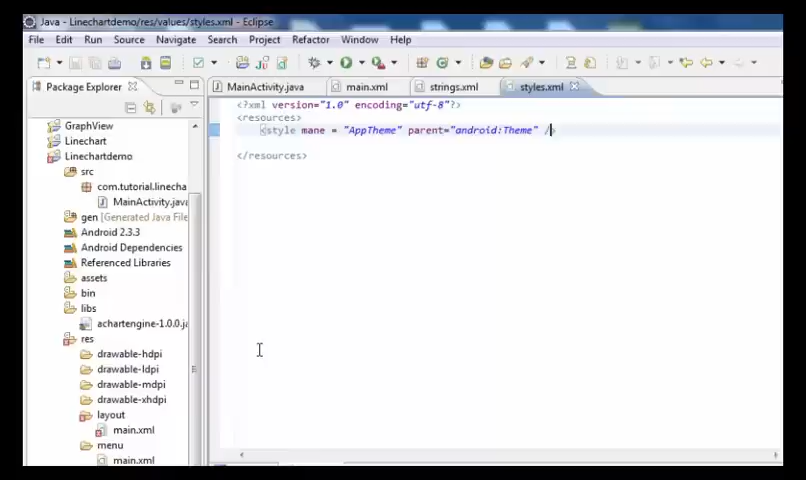 Java - Linechartdemo/res/values/styles.xml - Eclipse
File Edit Run Source Navigate Search Project Refactor Window Help
Package Explorer
MainActivity.java main.xml strings.xml styles.xml
<?xml version="1.0" encoding="utf-8"?>
<resources>
<style mane = "AppTheme" parent="android:Theme" />
</resources>
GraphView
Linechart
Linechartdemo
src
com.tutorial.linecha
MainActivity.java
gen [Generated Java File
Android 2.3.3
Android Dependencies
Referenced Libraries
assets
bin
libs
achartengine-1.0.0.ja
res
drawable-hdpi
drawable-ldpi
drawable-mdpi
drawable-xhdpi
layout
main.xml
menu
main.xml